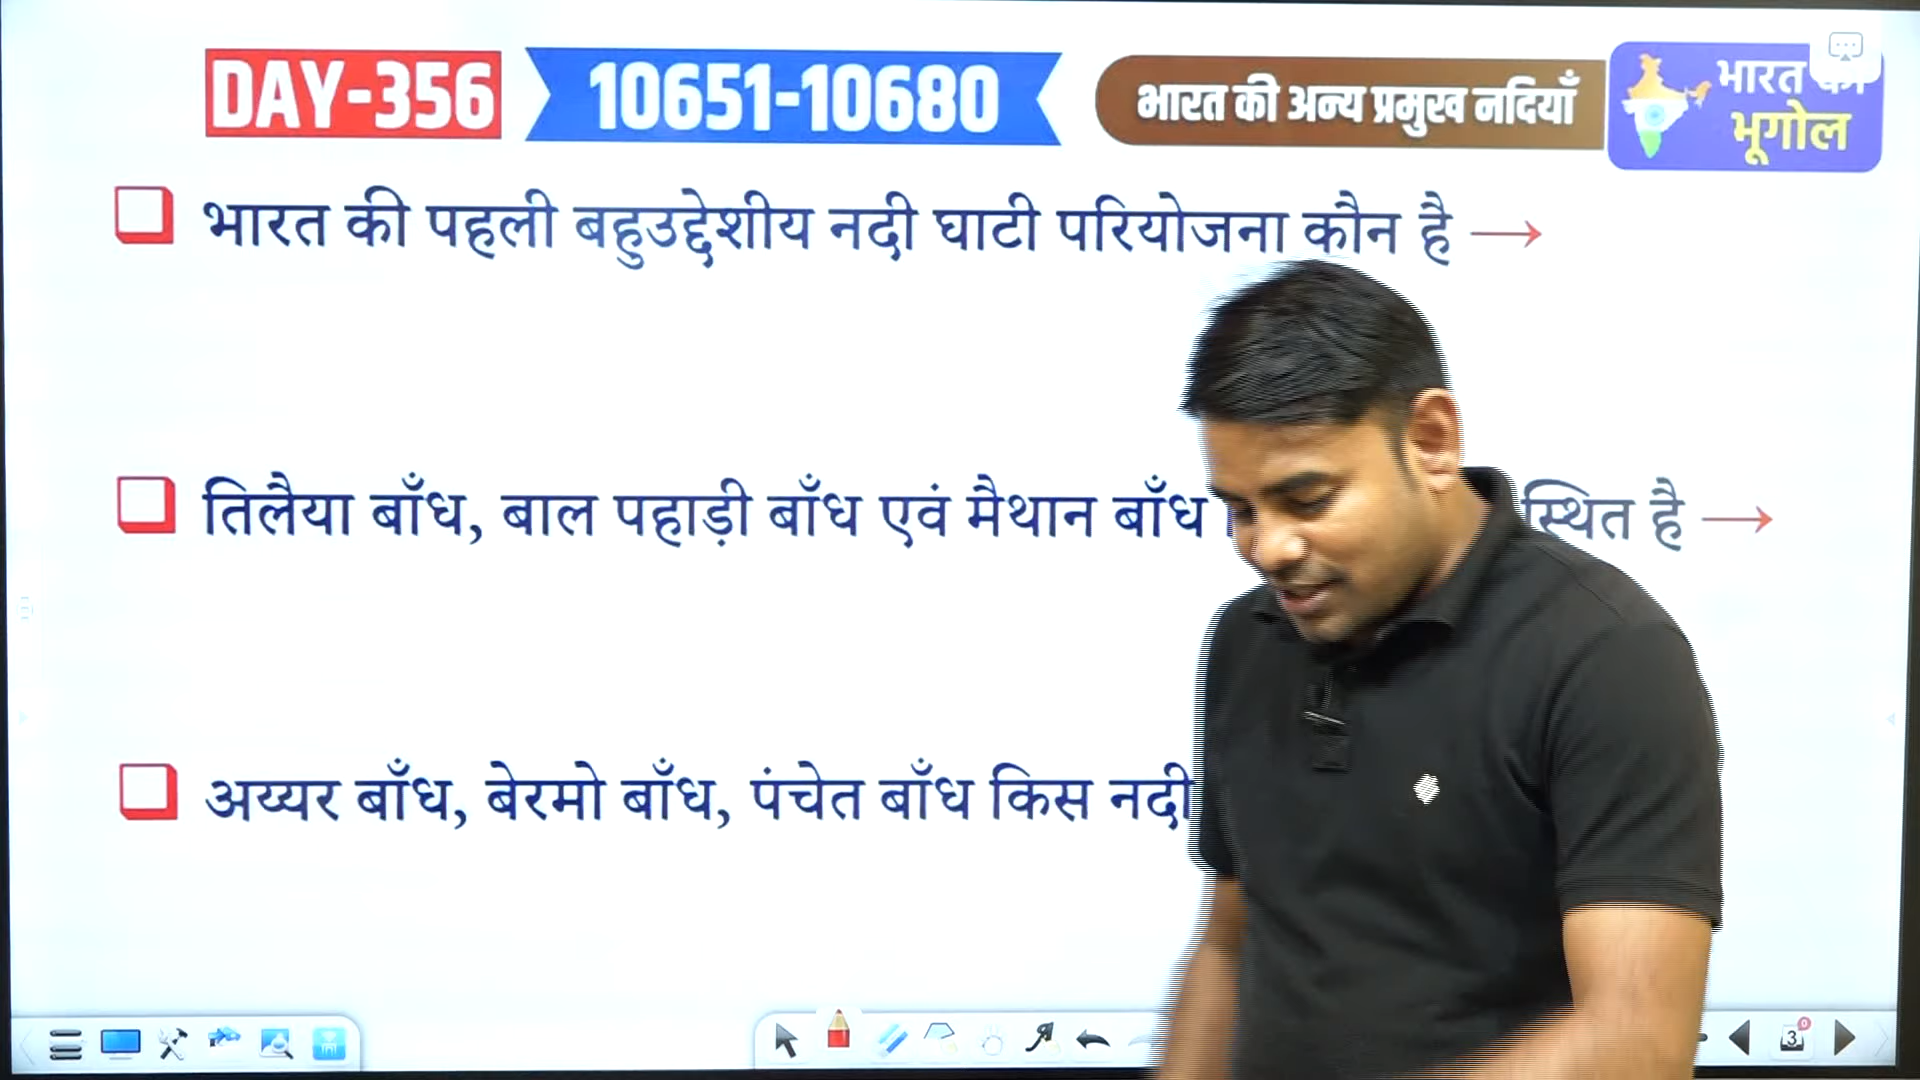 DAY-356 10651-10680 भारत की अन्य प्रमुख नदियाँ भारत का
भूगोल
भारत की पहली बहुउद्देशीय नदी घाटी परियोजना कौन है →
तिलैया बाँध, बाल पहाड़ी बाँध एवं मैथान बाँध स्थित है →
अय्यर बाँध, बेरमो बाँध, पंचेत बाँध किस नदी
3